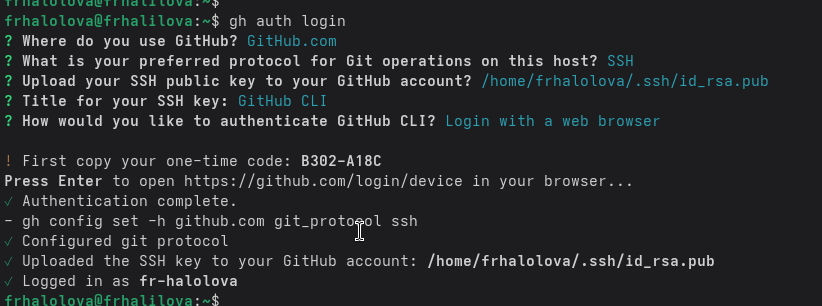 frhalolova@frhalilova:~$
frhalolova@frhalilova:~$ gh auth login
? Where do you use GitHub? GitHub.com
? What is your preferred protocol for Git operations on this host? SSH
? Upload your SSH public key to your GitHub account? /home/frhalolova/.ssh/id_rsa.pub
? Title for your SSH key: GitHub CLI
? How would you like to authenticate GitHub CLI? Login with a web browser
! First copy your one-time code: B302-A18C
Press Enter to open https://github.com/login/device in your browser...
✓ Authentication complete.
- gh config set -h github.com git_protocol ssh
✓ Configured git protocol
✓ Uploaded the SSH key to your GitHub account: /home/frhalolova/.ssh/id_rsa.pub
✓ Logged in as fr-halolova
frhalolova@frhalilova:~$